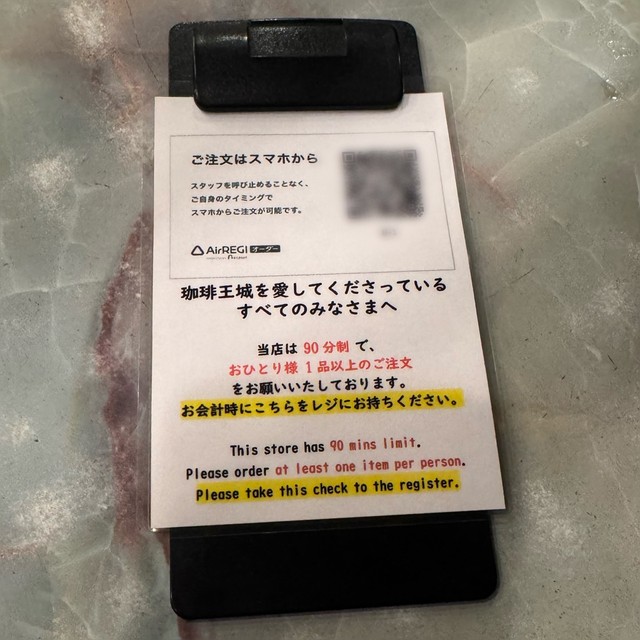 ご注文はスマホから
スタッフを呼び止めることなく、
ご自身のタイミングで
スマホからご注文が可能です。
AirREGI オーダー
珈琲王城を愛してくださっている
すべてのみなさまへ
当店は 90分制 で、
おひとり様 1品以上のご注文
をお願いいたしております。
お会計時にこちらをレジにお持ちください。
This store has 90 mins limit.
Please order at least one item per person.
Please take this check to the register.